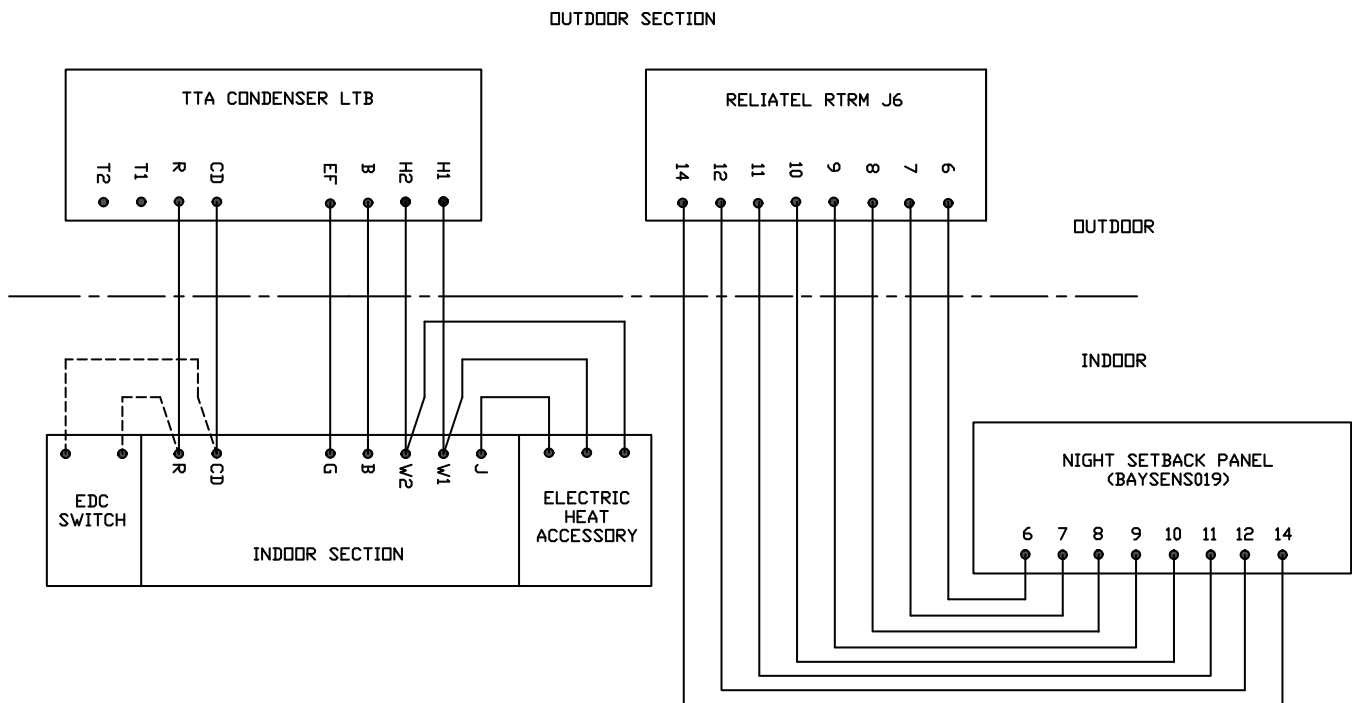 OUTDOOR SECTION
TTA CONDENSER LTB
T2 T1 R CD EF B H2 H1
RELIATEL RTRM J6
14 12 11 10 9 8 7 6
OUTDOOR
INDOOR
R CD G B W2 W1 J
EDC
SWITCH
INDOOR SECTION
ELECTRIC
HEAT
ACCESSORY
NIGHT SETBACK PANEL
(BAYSENS019)
6 7 8 9 10 11 12 14